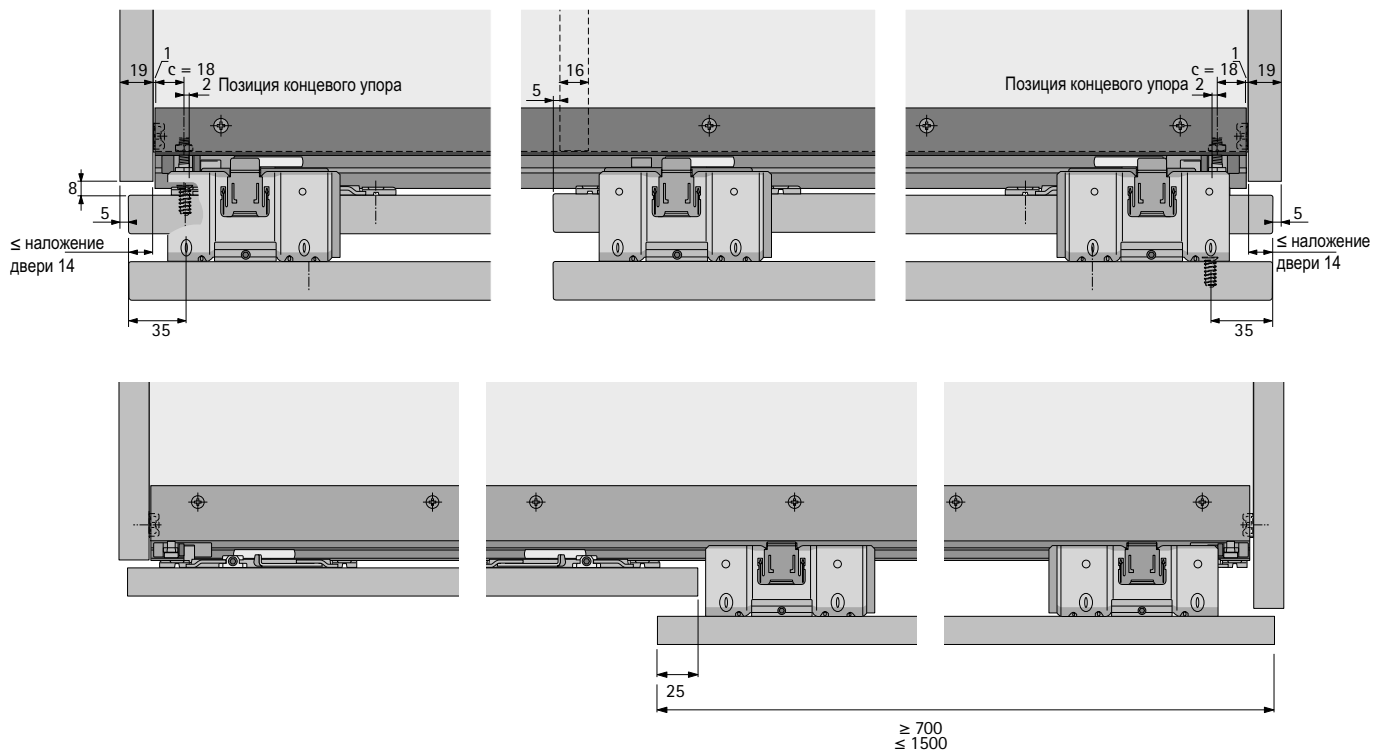 1
19
c = 18
2 Позиция концевого упора
5
16
1
c = 18
19
Позиция концевого упора 2
8
5
≤ наложение
двери 14
35
5
≤ наложение
двери 14
35
25
≥ 700
≤ 1500